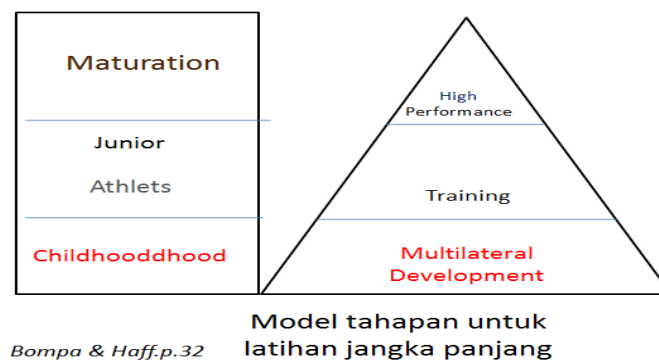 Maturation
Junior
Athlets
Childhooddhood
High
Performance
Training
Multilateral
Development
Model tahapan untuk
latihan jangka panjang
Bompa & Haff.p.32